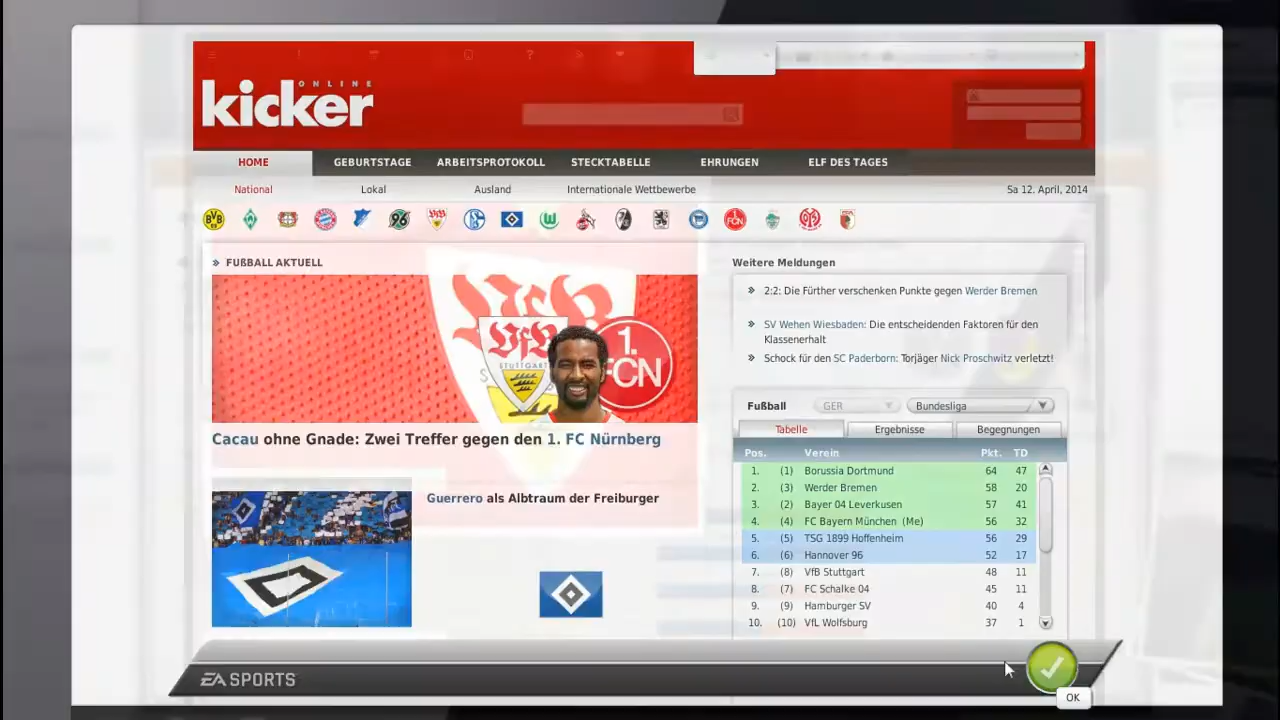 ONLINE
kicker
HOME GEBURTSTAGE ARBEITSPROTOKOLL STECKTABELLE EHRUNGEN ELF DES TAGES
National Lokal Ausland Internationale Wettbewerbe Sa 12. April, 2014
FUßBALL AKTUELL
VfB
STUTTGART
1.
FCN
Cacau ohne Gnade: Zwei Treffer gegen den 1. FC Nürnberg
Guerrero als Albtraum der Freiburger
Weitere Meldungen
2:2: Die Fürther verschenken Punkte gegen Werder Bremen
SV Wehen Wiesbaden: Die entscheidenden Faktoren für den
Klassenerhalt
Schock für den SC Paderborn: Torjäger Nick Proschwitz verletzt!
Fußball GER Bundesliga
Tabelle Ergebnisse Begegnungen
Pos. Verein Pkt. TD
1. (1) Borussia Dortmund 64 47
2. (3) Werder Bremen 58 20
3. (2) Bayer 04 Leverkusen 57 41
4. (4) FC Bayern München (Me) 56 32
5. (5) TSG 1899 Hoffenheim 56 29
6. (6) Hannover 96 52 17
7. (8) VfB Stuttgart 48 11
8. (7) FC Schalke 04 45 11
9. (9) Hamburger SV 40 4
10. (10) VfL Wolfsburg 37 1
EA SPORTS
OK